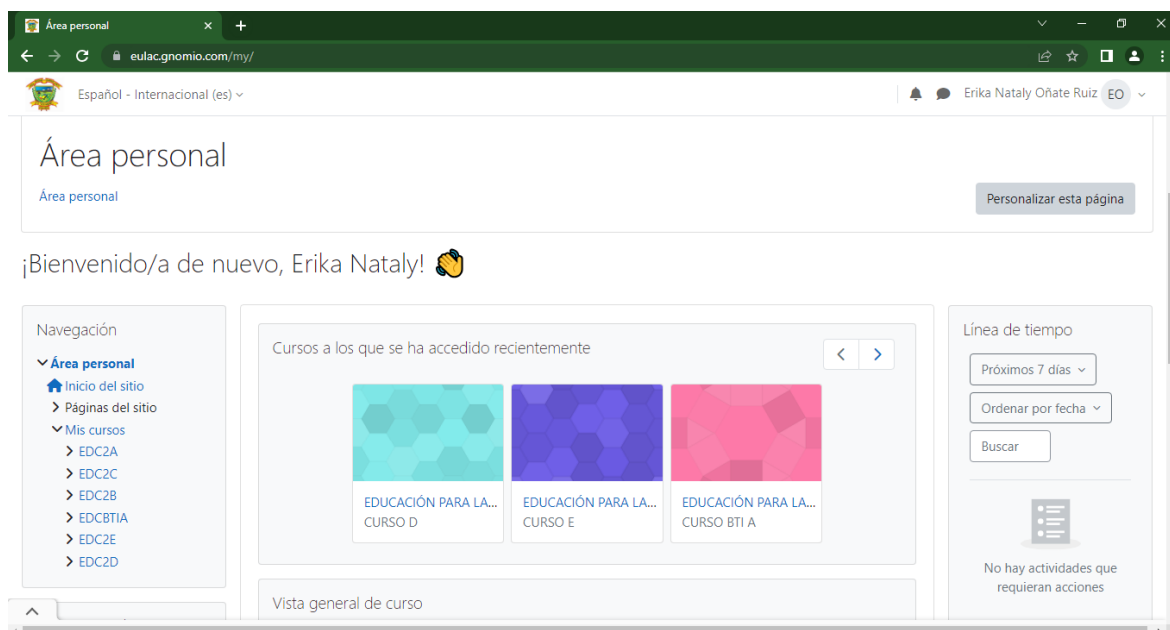 Área personal
eulac.gnomio.com/my/
Español - Internacional (es)
Erika Nataly Oñate Ruiz EO
Área personal
Área personal
Personalizar esta página
¡Bienvenido/a de nuevo, Erika Nataly! 👋
Navegación
Área personal
Inicio del sitio
Páginas del sitio
Mis cursos
EDC2A
EDC2C
EDC2B
EDCBTIA
EDC2E
EDC2D
Cursos a los que se ha accedido recientemente
EDUCACIÓN PARA LA...
CURSO D
EDUCACIÓN PARA LA...
CURSO E
EDUCACIÓN PARA LA...
CURSO BTI A
Vista general de curso
Línea de tiempo
Próximos 7 días
Ordenar por fecha
Buscar
No hay actividades que
requieran acciones